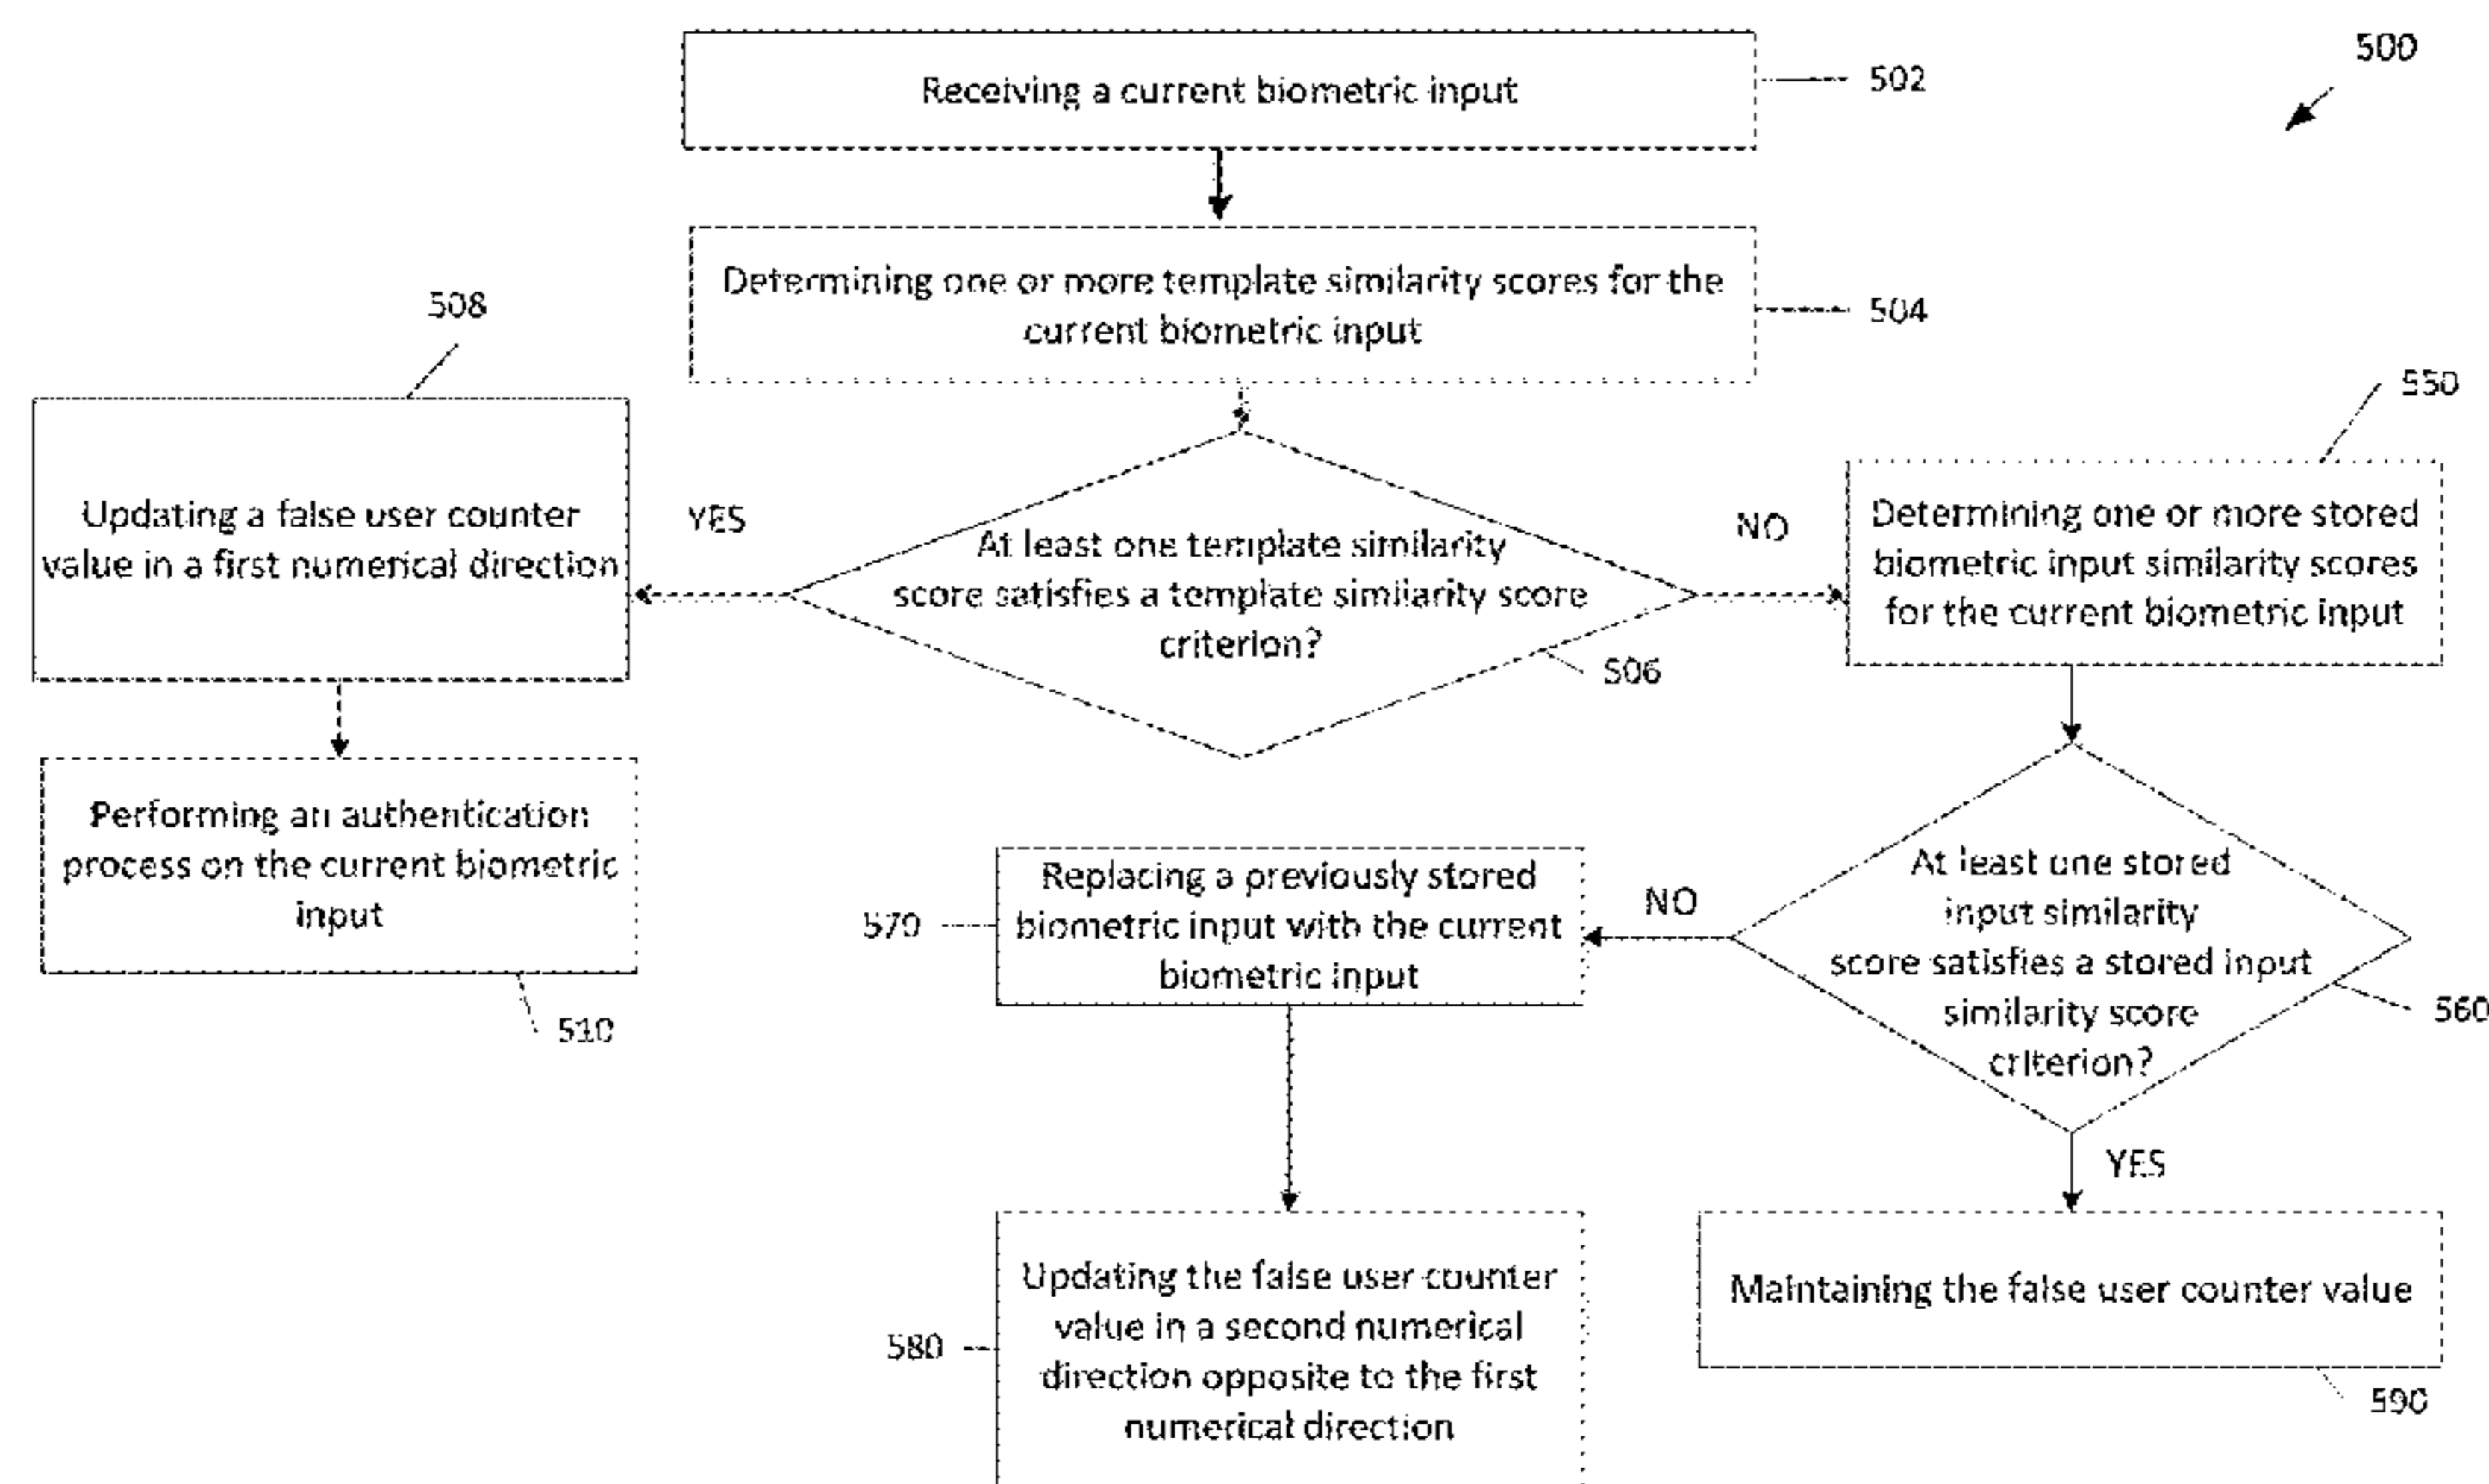 500
Receiving a current biometric input
502
Determining one or more template similarity scores for the
current biometric input
504
508
Updating a false user counter
value in a first numerical direction
YES
At least one template similarity
score satisfies a template similarity score
criterion?
506
NO
550
Determining one or more stored
biometric input similarity scores
for the current biometric input
Performing an authentication
process on the current biometric
input
510
At least one stored
input similarity
score satisfies a stored input
similarity score
criterion?
560
NO
Replacing a previously stored
biometric input with the current
biometric input
570
YES
Updating the false user counter
value in a second numerical
direction opposite to the first
numerical direction
580
Maintaining the false user counter value
590